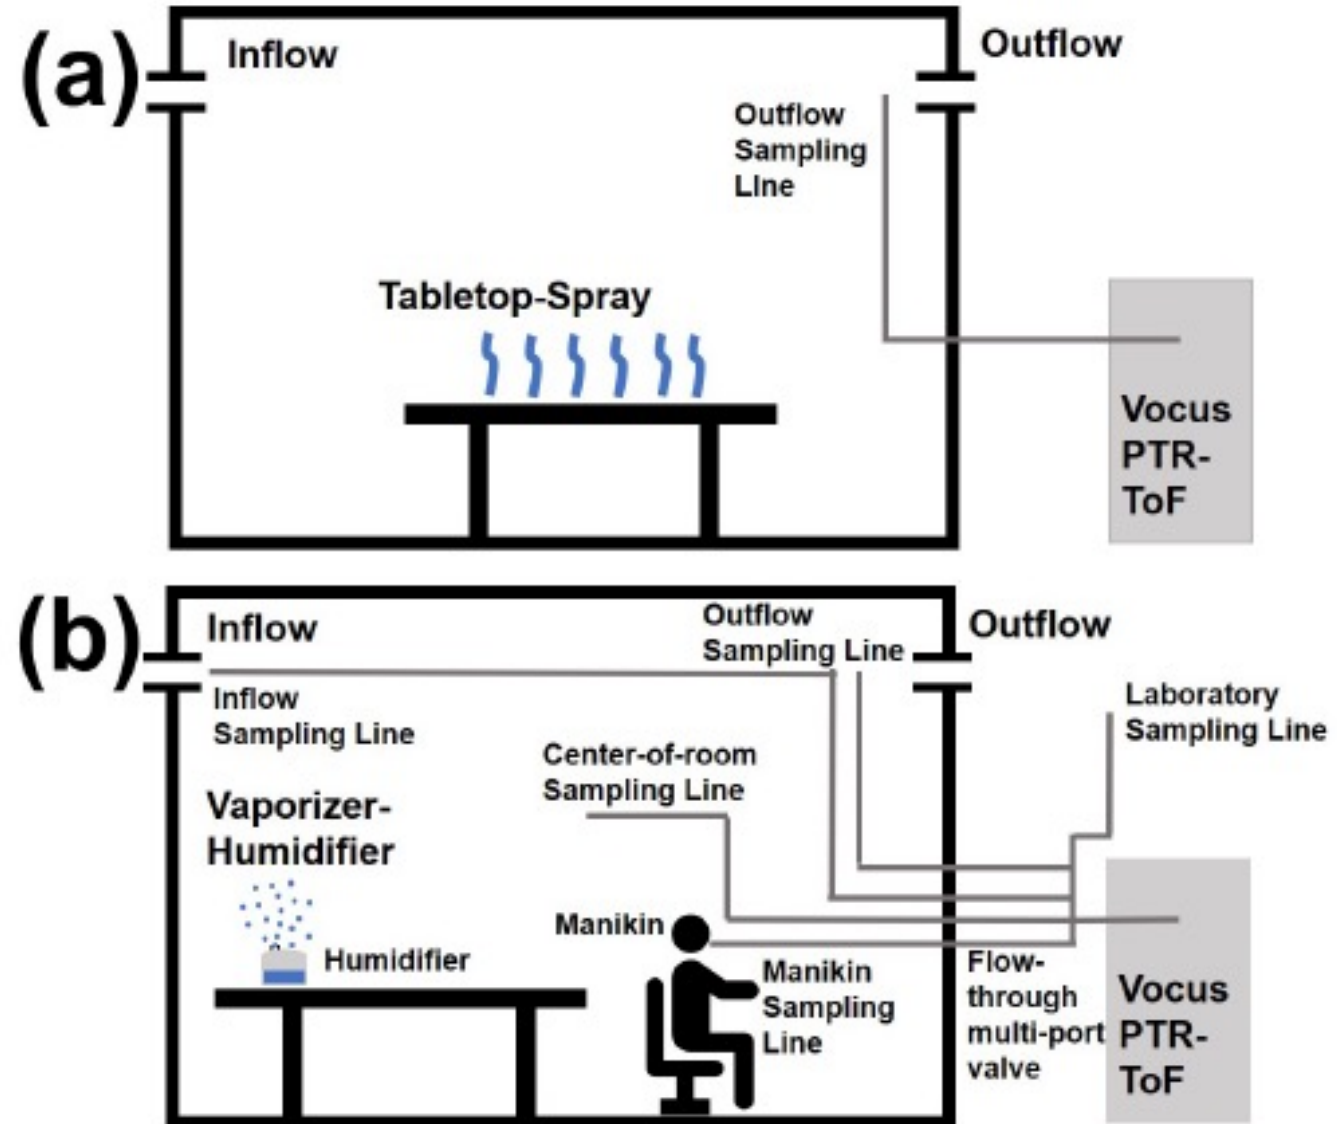 (a)
Inflow
Outflow
Outflow
Sampling
LIne
Tabletop-Spray
Vocus
PTR-
ToF
(b)
Inflow
Outflow
Sampling Line
Outflow
Inflow
Sampling Line
Laboratory
Sampling Line
Center-of-room
Sampling Line
Vaporizer-
Humidifier
Manikin
Humidifier
Manikin
Sampling
Line
Flow-
through
multi-port
valve
Vocus
PTR-
ToF